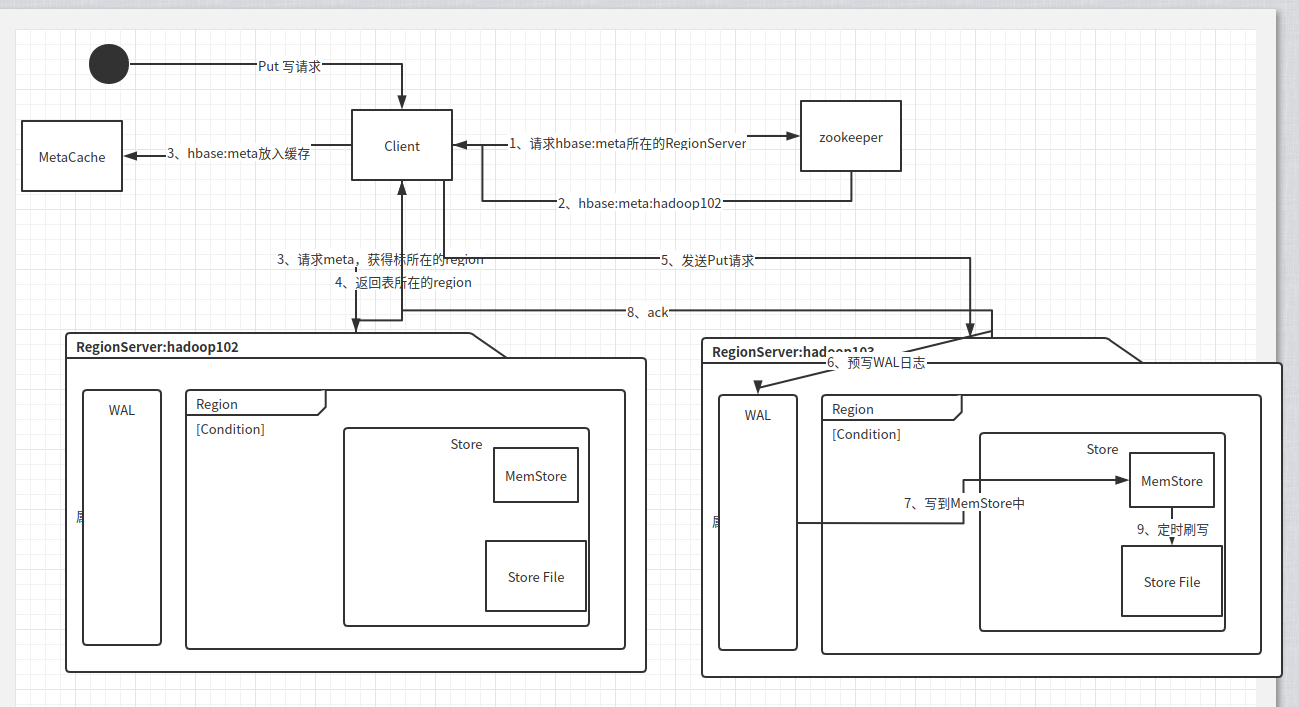 Put 写请求
Client
zookeeper
MetaCache
3、hbase:meta放入缓存
1、请求hbase:meta所在的RegionServer
2、hbase:meta:hadoop102
3、请求meta，获得标所在的region
4、返回表所在的region
5、发送Put请求
8、ack
RegionServer:hadoop102
WAL
Region
[Condition]
Store
MemStore
Store File
RegionServer:hadoop103
6、预写WAL日志
WAL
Region
[Condition]
Store
MemStore
7、写到MemStore中
9、定时刷写
Store File